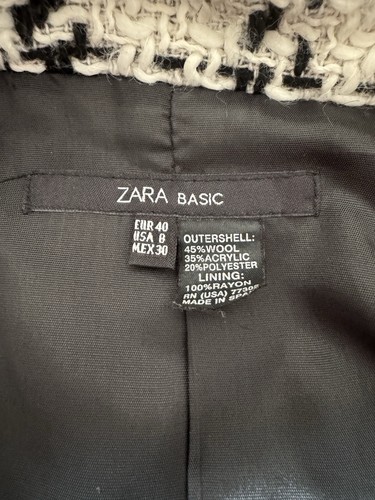 ZARA BASIC
EUR 40
USA 8
MEX 30
OUTERSHELL:
45%WOOL
35%ACRYLIC
20%POLYESTER
LINING:
100%RAYON
RN (USA)
MADE IN